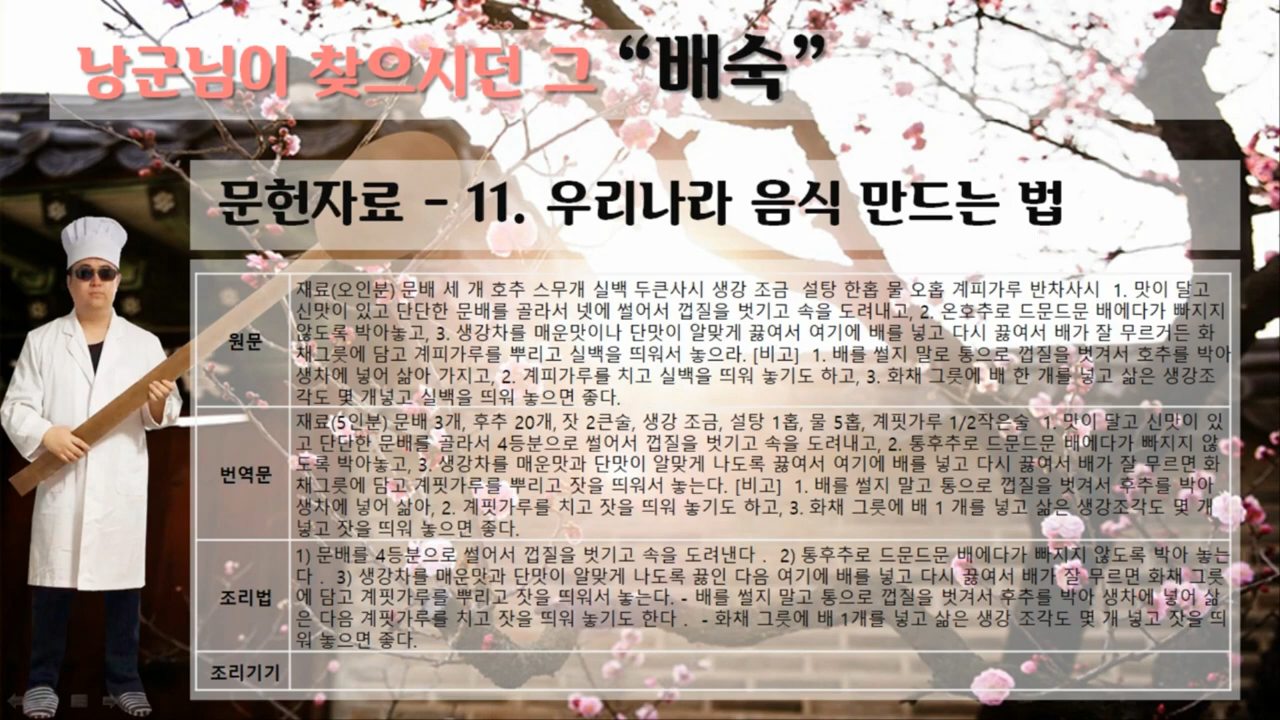 낭군님이 찾으시던 그 “배숙”
문헌자료 - 11. 우리나라 음식 만드는 법
원문
재료(오인분) 문배 세 개 호추 스무개 실백 두큰사시 생강 조금 설탕 한홉 물 오홉 계피가루 반차사시 1. 맛이 달고
신맛이 있고 단단한 문배를 골라서 넷에 썰어서 껍질을 벗기고 속을 도려내고, 2. 온호추로 드문드문 배에다가 빠지지
않도록 박아놓고, 3. 생강차를 매운맛이나 단맛이 알맞게 끓여서 여기에 배를 넣고 다시 끓여서 배가 잘 무르거든 화
채그릇에 담고 계피가루를 뿌리고 실백을 띄워서 놓으라. [비고] 1. 배를 썰지 말로 통으로 껍질을 벗겨서 호추를 박아
생차에 넣어 삶아 가지고, 2. 계피가루를 치고 실백을 띄워 놓기도 하고, 3. 화채 그릇에 배 한 개를 넣고 삶은 생강조
각도 몇 개넣고 실백을 띄워 놓으면 좋다.
번역문
재료(5인분) 문배 3개, 후추 20개, 잣 2큰술, 생강 조금, 설탕 1홉, 물 5홉, 계핏가루 1/2작은술 1. 맛이 달고 신맛이 있
고 단단한 문배를 골라서 4등분으로 썰어서 껍질을 벗기고 속을 도려내고, 2. 통후추로 드문드문 배에다가 빠지지 않
도록 박아놓고, 3. 생강차를 매운맛과 단맛이 알맞게 나도록 끓여서 여기에 배를 넣고 다시 끓여서 배가 잘 무르면 화
채그릇에 담고 계핏가루를 뿌리고 잣을 띄워서 놓는다. [비고] 1. 배를 썰지 말고 통으로 껍질을 벗겨서 후추를 박아
생차에 넣어 삶아, 2. 계핏가루를 치고 잣을 띄워 놓기도 하고, 3. 화채 그릇에 배 1 개를 넣고 삶은 생강조각도 몇 개
넣고 잣을 띄워 놓으면 좋다.
조리법
1) 문배를 4등분으로 썰어서 껍질을 벗기고 속을 도려낸다 . 2) 통후추로 드문드문 배에다가 빠지지 않도록 박아 놓는
다 . 3) 생강차를 매운맛과 단맛이 알맞게 나도록 끓인 다음 여기에 배를 넣고 다시 끓여서 배가 잘 무르면 화채 그릇
에 담고 계핏가루를 뿌리고 잣을 띄워서 놓는다. - 배를 썰지 말고 통으로 껍질을 벗겨서 후추를 박아 생차에 넣어 삶
은 다음 계핏가루를 치고 잣을 띄워 놓기도 한다 . - 화채 그릇에 배 1개를 넣고 삶은 생강 조각도 몇 개 넣고 잣을 띄
워 놓으면 좋다.
조리기기